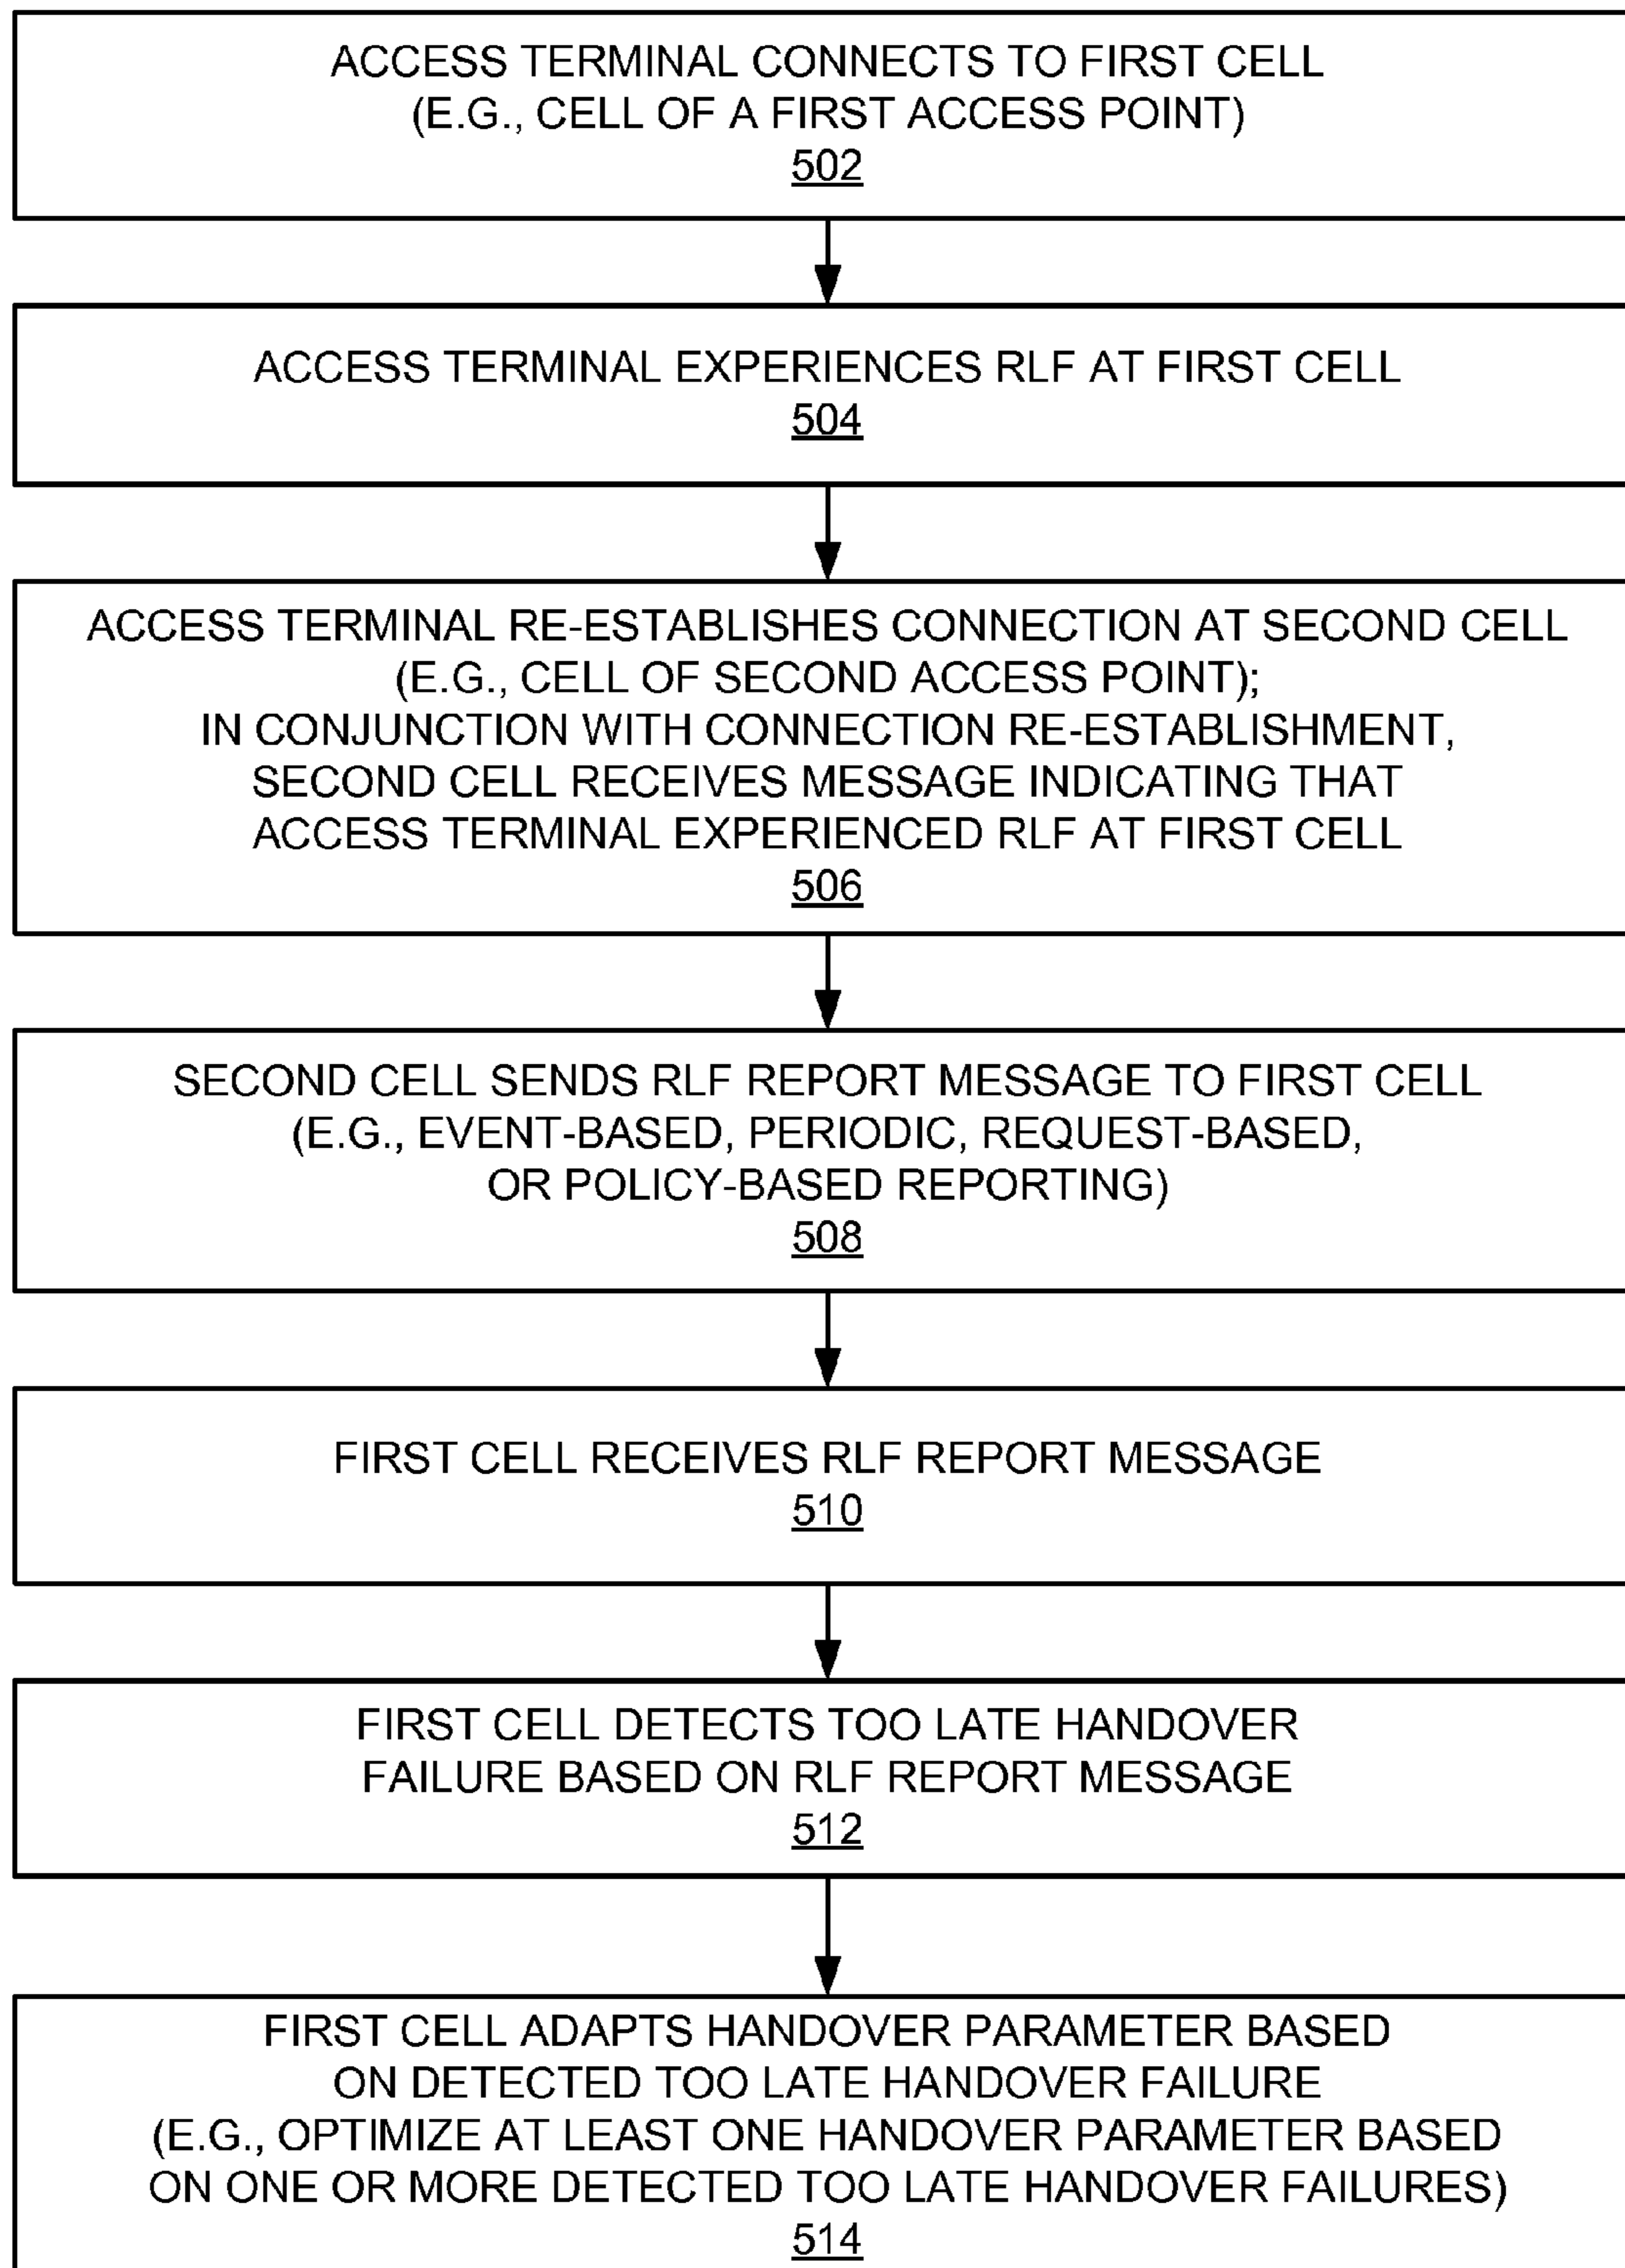 ACCESS TERMINAL CONNECTS TO FIRST CELL
(E.G., CELL OF A FIRST ACCESS POINT)
502
ACCESS TERMINAL EXPERIENCES RLF AT FIRST CELL
504
ACCESS TERMINAL RE-ESTABLISHES CONNECTION AT SECOND CELL
(E.G., CELL OF SECOND ACCESS POINT);
IN CONJUNCTION WITH CONNECTION RE-ESTABLISHMENT,
SECOND CELL RECEIVES MESSAGE INDICATING THAT
ACCESS TERMINAL EXPERIENCED RLF AT FIRST CELL
506
SECOND CELL SENDS RLF REPORT MESSAGE TO FIRST CELL
(E.G., EVENT-BASED, PERIODIC, REQUEST-BASED,
OR POLICY-BASED REPORTING)
508
FIRST CELL RECEIVES RLF REPORT MESSAGE
510
FIRST CELL DETECTS TOO LATE HANDOVER
FAILURE BASED ON RLF REPORT MESSAGE
512
FIRST CELL ADAPTS HANDOVER PARAMETER BASED
ON DETECTED TOO LATE HANDOVER FAILURE
(E.G., OPTIMIZE AT LEAST ONE HANDOVER PARAMETER BASED
ON ONE OR MORE DETECTED TOO LATE HANDOVER FAILURES)
514